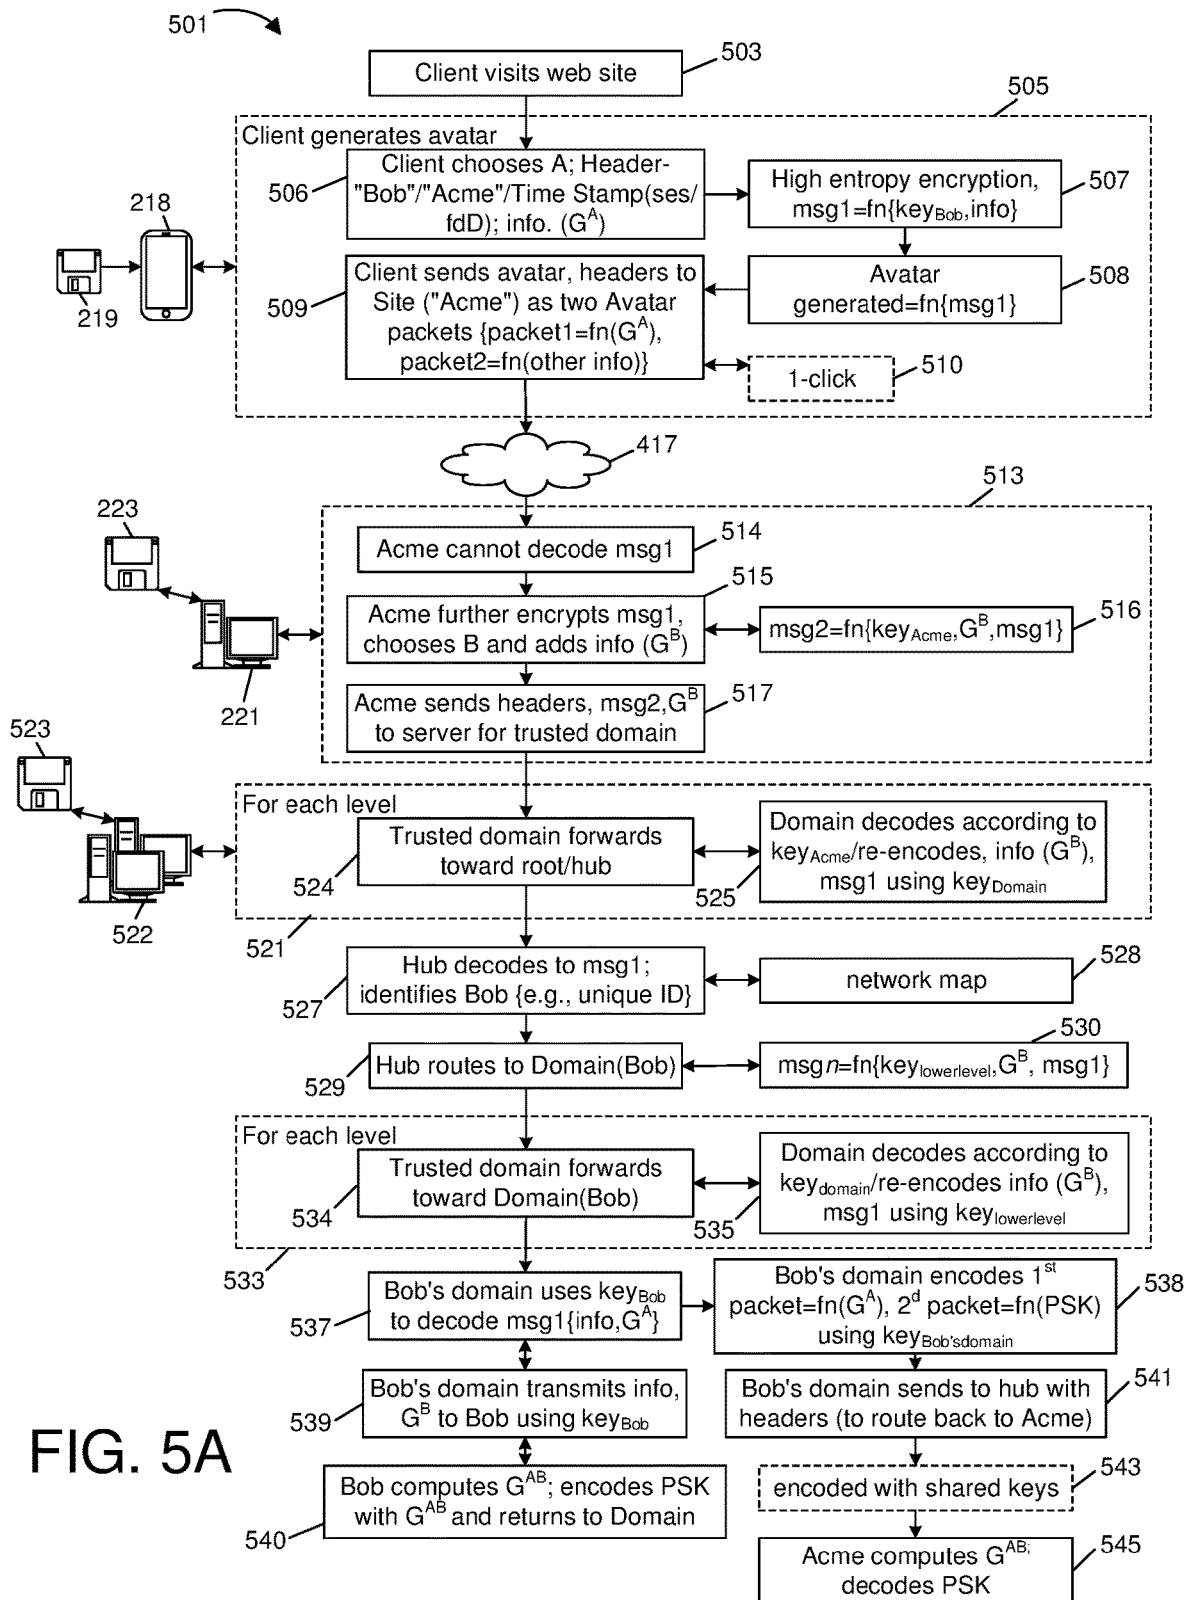 501
Client visits web site
503
505
Client generates avatar
506
Client chooses A; Header-
"Bob"/"Acme"/Time Stamp(ses/
fdD); info. (G^A)
High entropy encryption,
msg1=fn{key_Bob,info}
507
218
219
509
Client sends avatar, headers to
Site ("Acme") as two Avatar
packets {packet1=fn(G^A),
packet2=fn(other info)}
Avatar
generated=fn{msg1}
508
1-click
510
417
513
223
221
Acme cannot decode msg1
514
515
Acme further encrypts msg1,
chooses B and adds info (G^B)
msg2=fn{key_Acme,G^B,msg1}
516
Acme sends headers, msg2,G^B
to server for trusted domain
517
523
522
For each level
Trusted domain forwards
toward root/hub
524
Domain decodes according to
key_Acme/re-encodes, info (G^B),
msg1 using key_Domain
525
521
Hub decodes to msg1;
identifies Bob {e.g., unique ID}
527
network map
528
Hub routes to Domain(Bob)
529
530
msgn=fn{key_lowerlevel,G^B, msg1}
For each level
Trusted domain forwards
toward Domain(Bob)
534
Domain decodes according to
key_domain/re-encodes info (G^B),
msg1 using key_lowerlevel
535
533
Bob's domain uses key_Bob
to decode msg1{info,G^A}
537
Bob's domain encodes 1^st
packet=fn(G^A), 2^d packet=fn(PSK)
using key_Bob'sdomain
538
Bob's domain transmits info,
G^B to Bob using key_Bob
539
Bob's domain sends to hub with
headers (to route back to Acme)
541
Bob computes G^AB; encodes PSK
with G^AB and returns to Domain
540
encoded with shared keys
543
Acme computes G^AB;
decodes PSK
545
FIG. 5A